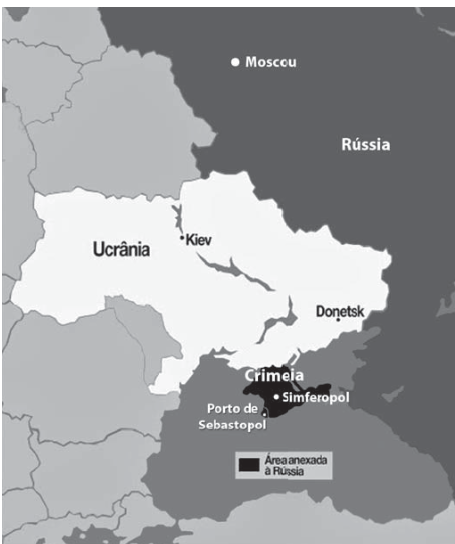 Moscou
Rússia
Ucrânia
Kiev
Donetsk
Crimeia
Simferopol
Porto de
Sebastopol
Área anexada
à Rússia